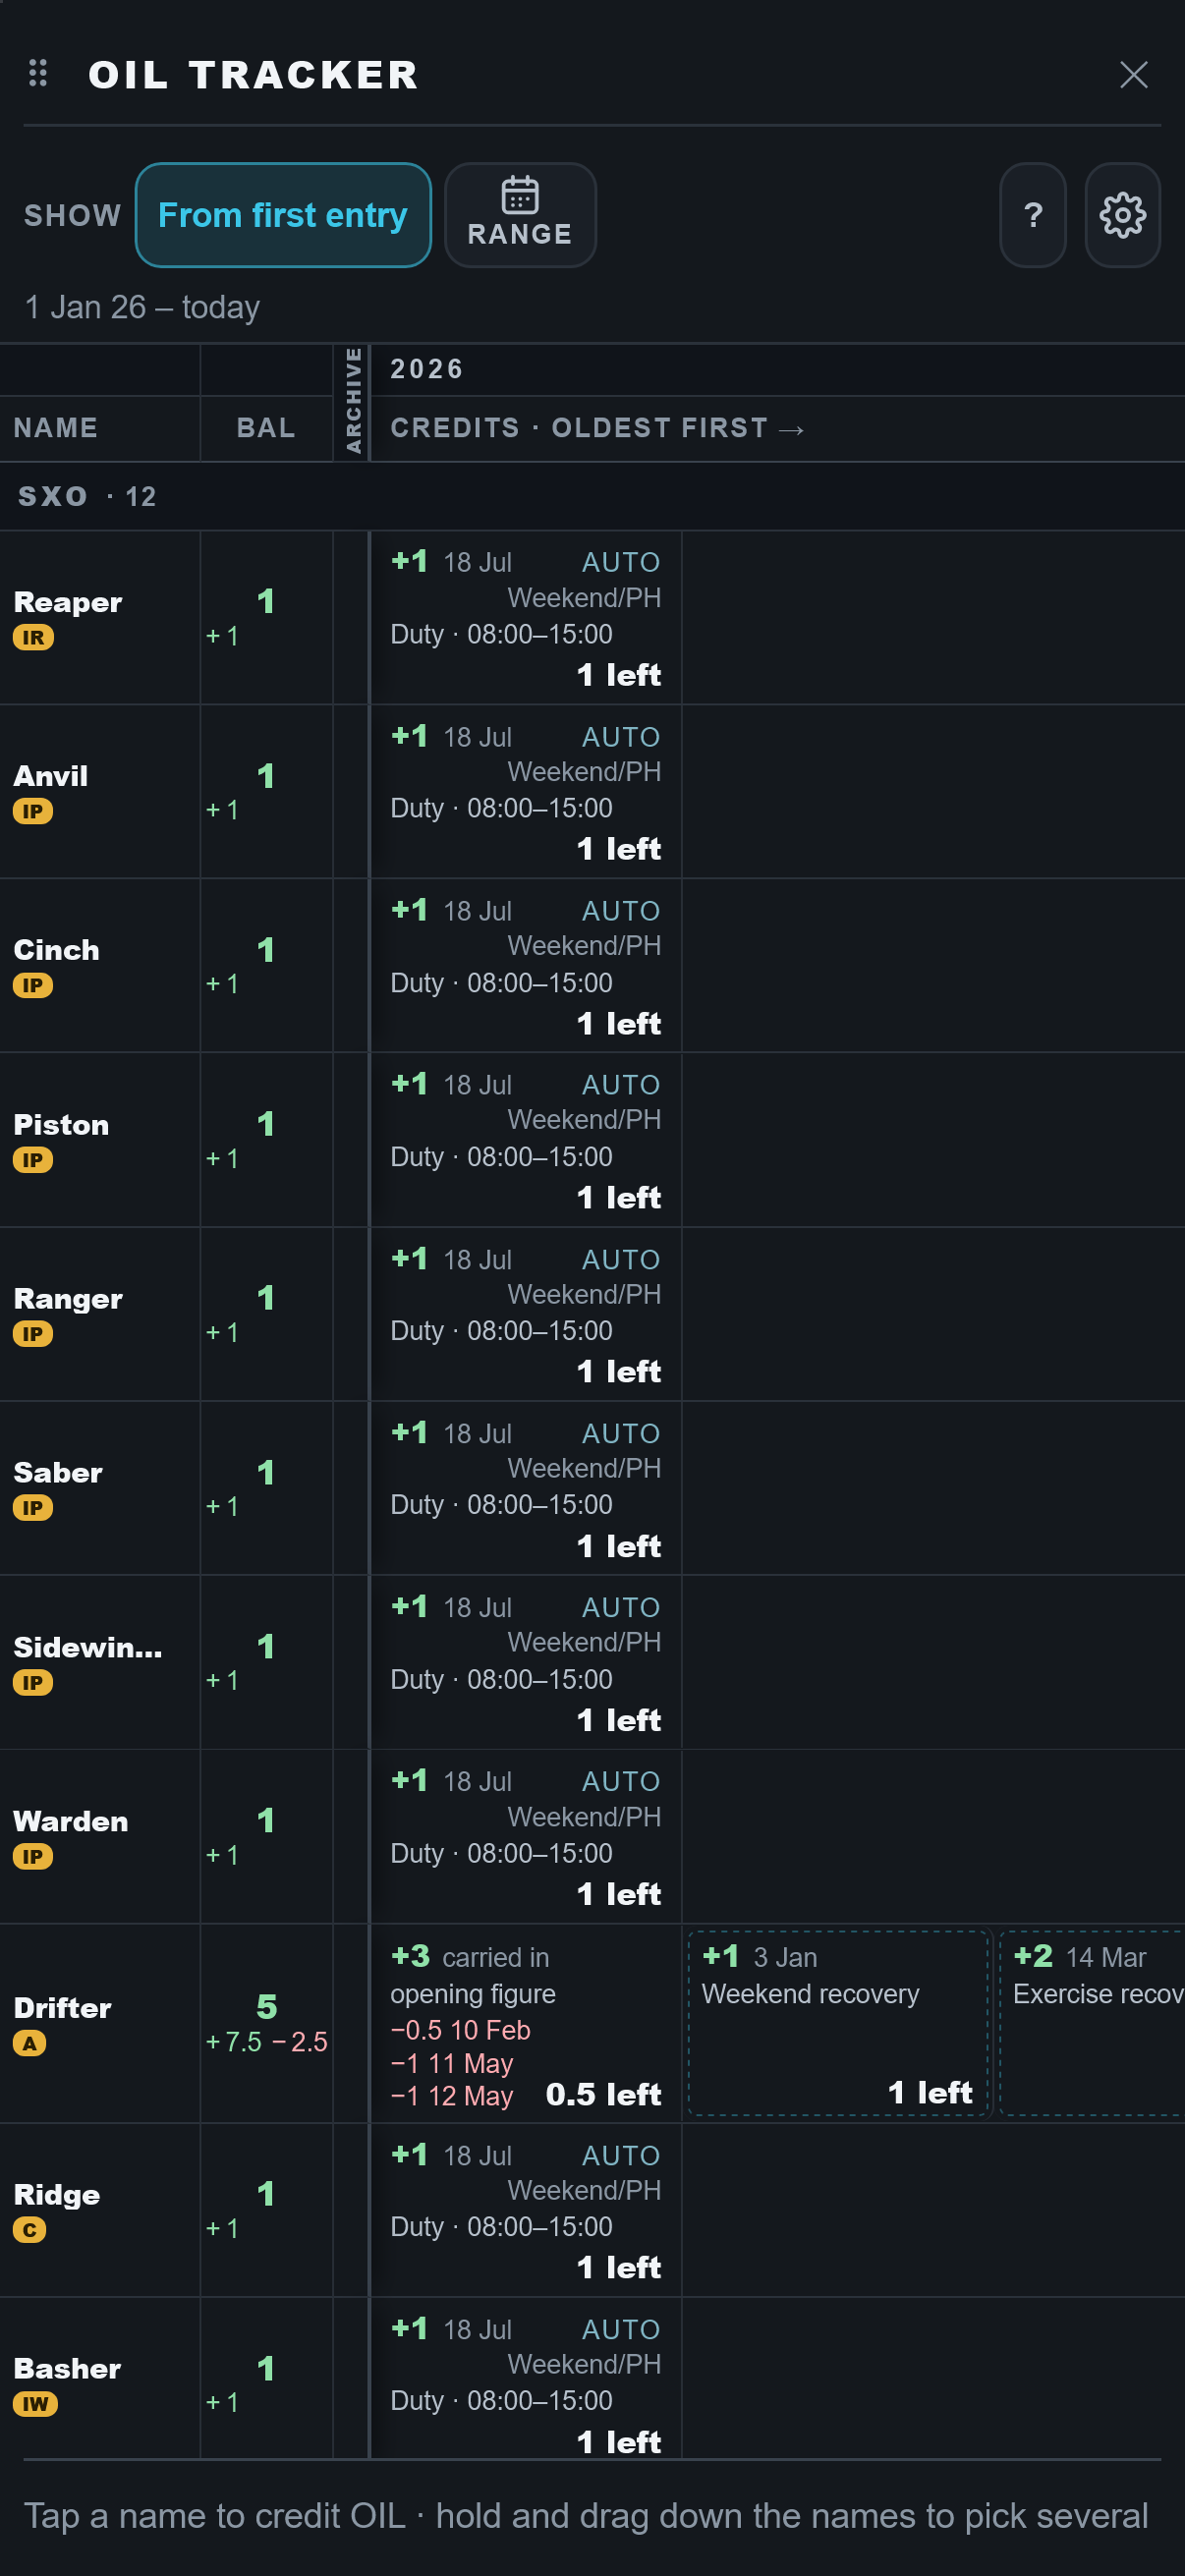 OIL TRACKER
SHOW From first entry RANGE ?
1 Jan 26 – today
ARCHIVE 2026
NAME BAL CREDITS · OLDEST FIRST →
SXO · 12
+1 18 Jul AUTO
Weekend/PH
Reaper 1
IR +1 Duty · 08:00–15:00
1 left
+1 18 Jul AUTO
Weekend/PH
Anvil 1
IP +1 Duty · 08:00–15:00
1 left
+1 18 Jul AUTO
Weekend/PH
Cinch 1
IP +1 Duty · 08:00–15:00
1 left
+1 18 Jul AUTO
Weekend/PH
Piston 1
IP +1 Duty · 08:00–15:00
1 left
+1 18 Jul AUTO
Weekend/PH
Ranger 1
IP +1 Duty · 08:00–15:00
1 left
+1 18 Jul AUTO
Weekend/PH
Saber 1
IP +1 Duty · 08:00–15:00
1 left
+1 18 Jul AUTO
Weekend/PH
Sidewin... 1
IP +1 Duty · 08:00–15:00
1 left
+1 18 Jul AUTO
Weekend/PH
Warden 1
IP +1 Duty · 08:00–15:00
1 left
+3 carried in +1 3 Jan +2 14 Mar
opening figure Weekend recovery Exercise recov
Drifter 5
A +7.5 −2.5 −0.5 10 Feb
−1 11 May
−1 12 May 0.5 left 1 left
+1 18 Jul AUTO
Weekend/PH
Ridge 1
C +1 Duty · 08:00–15:00
1 left
+1 18 Jul AUTO
Weekend/PH
Basher 1
IW +1 Duty · 08:00–15:00
1 left
Tap a name to credit OIL · hold and drag down the names to pick several